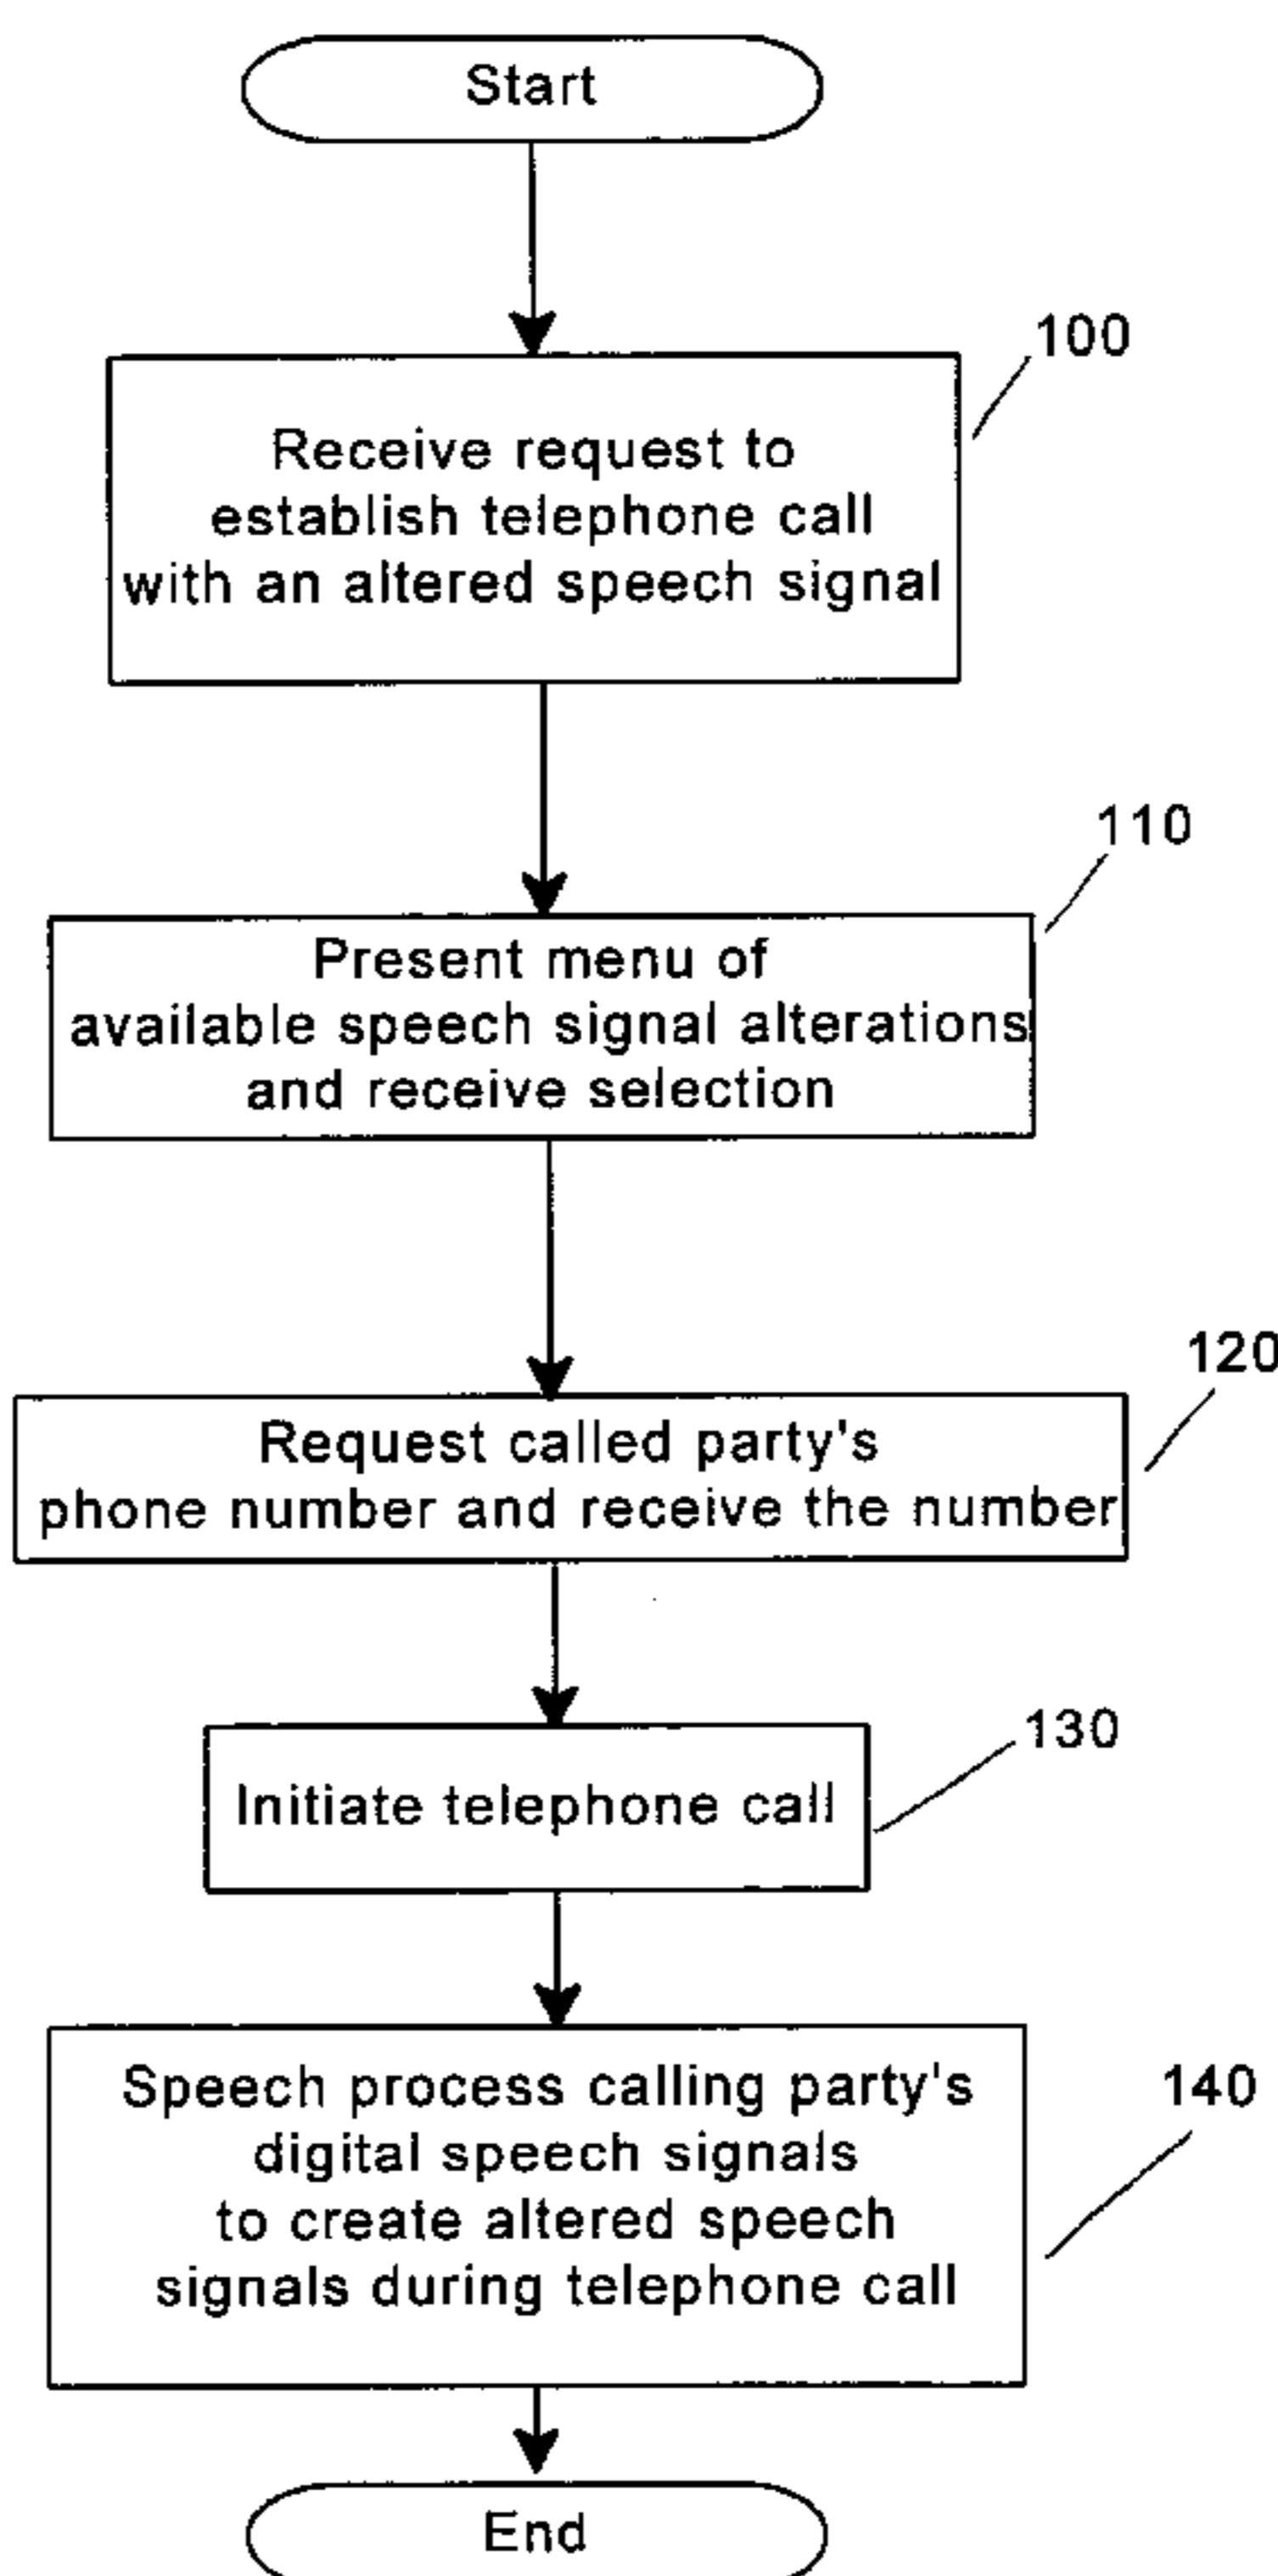 Start
100
Receive request to
establish telephone call
with an altered speech signal
110
Present menu of
available speech signal alterations
and receive selection
120
Request called party's
phone number and receive the number
130
Initiate telephone call
140
Speech process calling party's
digital speech signals
to create altered speech
signals during telephone call
End